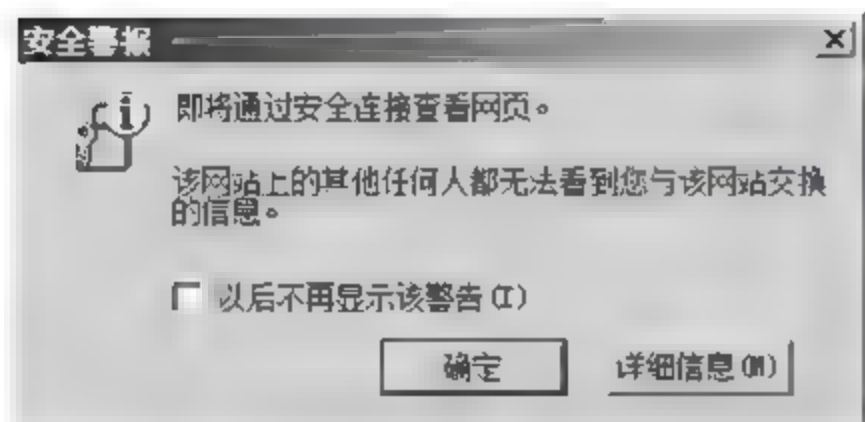 安全警报
即将通过安全连接查看网页。
该网站上的其他任何人都无法看到您与该网站交换
的信息。
以后不再显示该警告(I)
确定
详细信息(M)